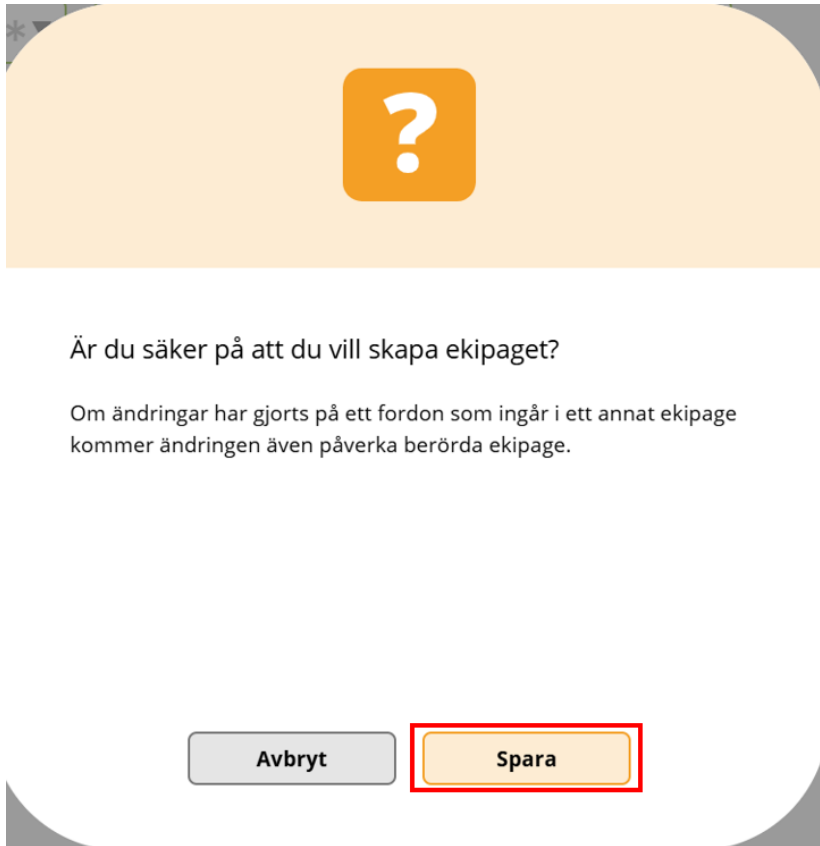 *
?
Är du säker på att du vill skapa ekipaget?
Om ändringar har gjorts på ett fordon som ingår i ett annat ekipage
kommer ändringen även påverka berörda ekipage.
Avbryt
Spara